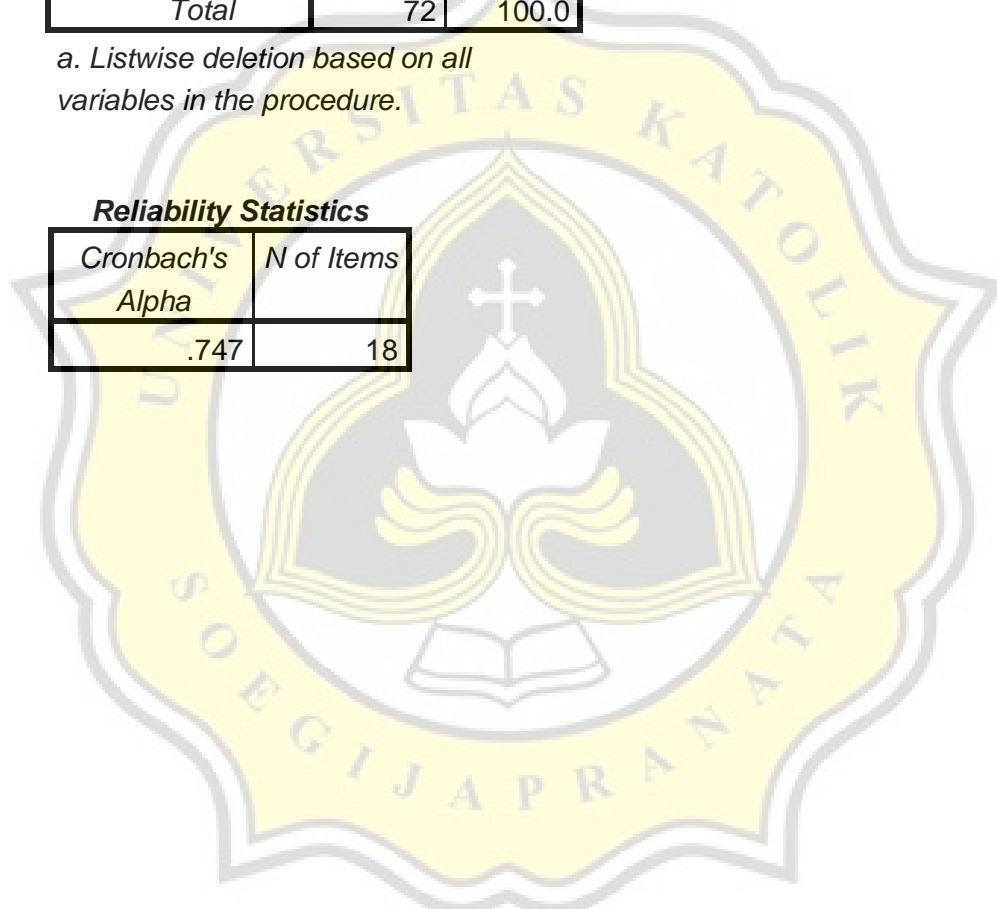 Total 72 100.0
a. Listwise deletion based on all
variables in the procedure.
Reliability Statistics
Cronbach's N of Items
Alpha
.747 18
UNIVERSITAS KATOLIK
SOEGIJAPRANATA